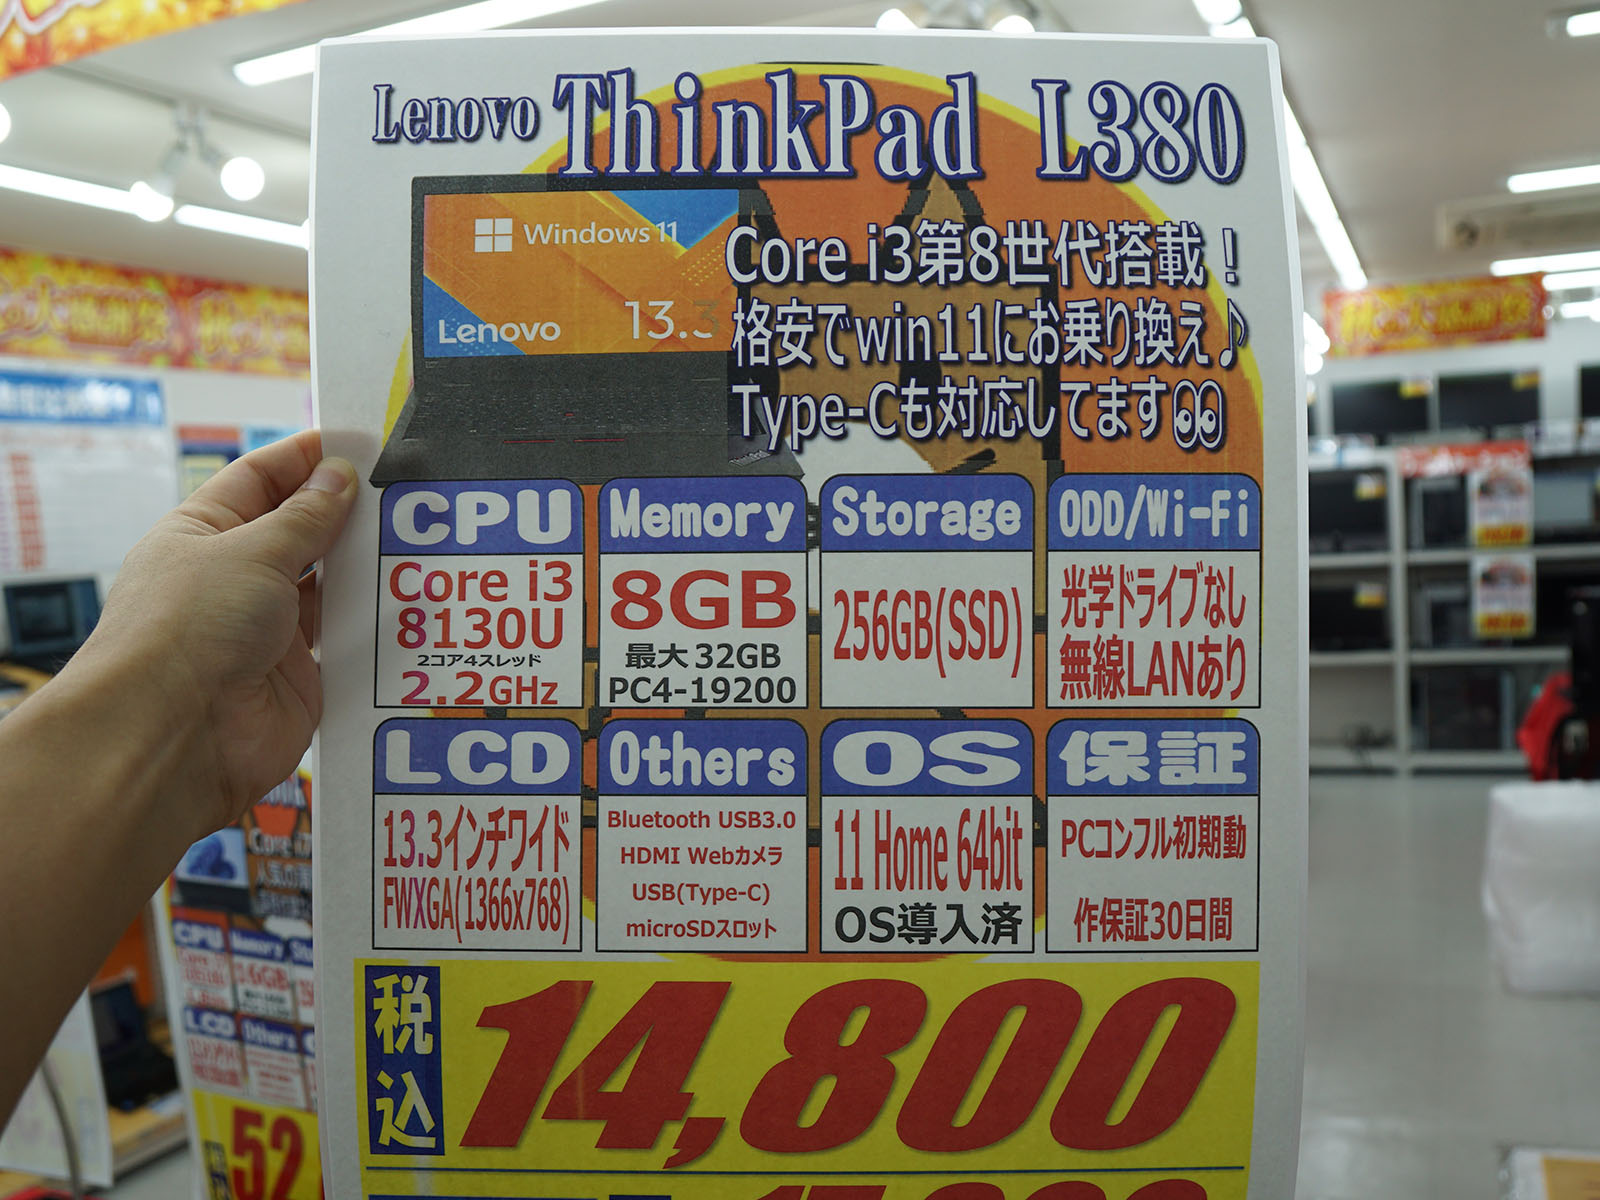 Lenovo ThinkPad L380
Windows 11
Lenovo 13.3
Core i3第8世代搭載！
格安でwin11にお乗り換え♪
Type-Cも対応してます
CPU
Core i3
8130U
2コア4スレッド
2.2GHz
Memory
8GB
最大32GB
PC4-19200
Storage
256GB(SSD)
ODD/Wi-Fi
光学ドライブなし
無線LANあり
LCD
13.3インチワイド
FWXGA(1366x768)
Others
Bluetooth USB3.0
HDMI Webカメラ
USB(Type-C)
microSDスロット
OS
11 Home 64bit
OS導入済
保証
PCコンフル初期動
作保証30日間
税込
14,800
CPU Memory
16GB
LCD Others
52